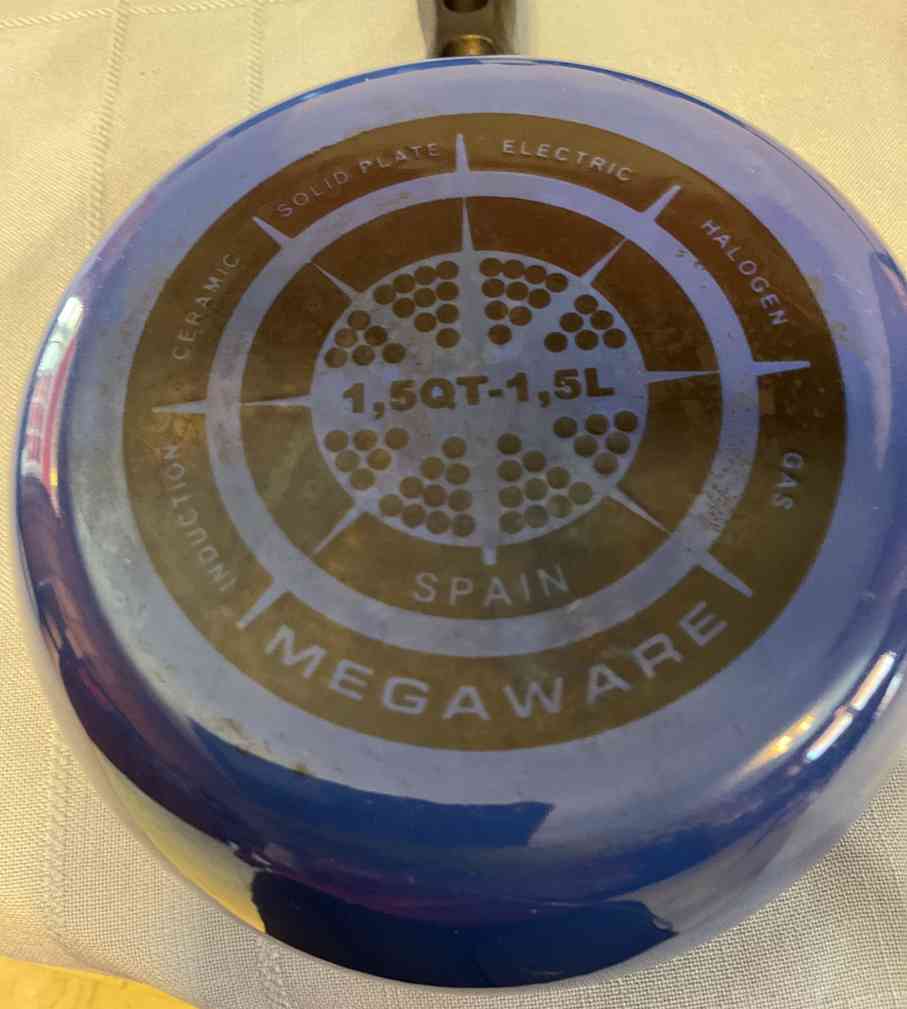 SOLID PLATE
ELECTRIC
HALOGEN
GAS
CERAMIC
INDUCTION
1,5QT-1,5L
SPAIN
MEGAWARE